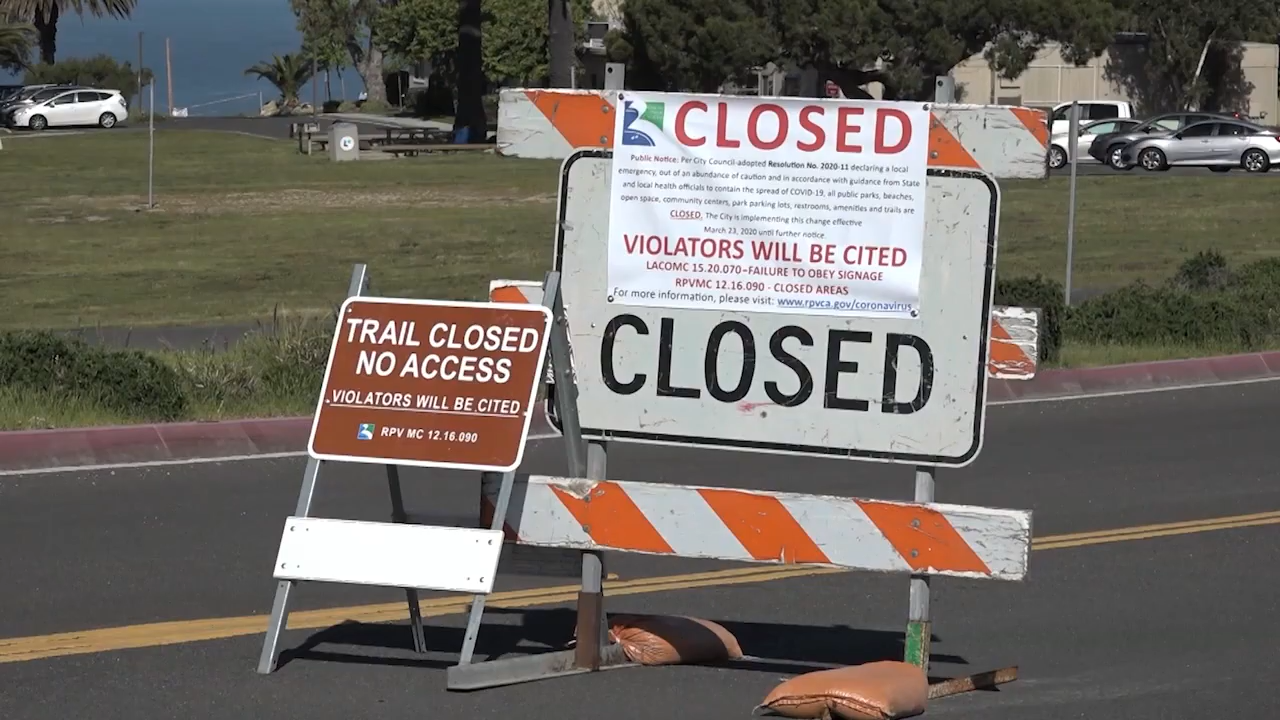 CLOSED
Public Notice: Per City Council-adopted Resolution No. 2020-11 declaring a local
emergency, out of an abundance of caution and in accordance with guidance from State
and local health officials to contain the spread of COVID-19, all public parks, beaches,
open space, community centers, park parking lots, restrooms, amenities and trails are
CLOSED. The City is implementing this change effective
March 23, 2020 until further notice.
VIOLATORS WILL BE CITED
LACOMC 15.20.070-FAILURE TO OBEY SIGNAGE
RPVMC 12.16.090 - CLOSED AREAS
For more information, please visit: www.rpvca.gov/coronavirus
CLOSED
TRAIL CLOSED
NO ACCESS
VIOLATORS WILL BE CITED
RPV MC 12.16.090